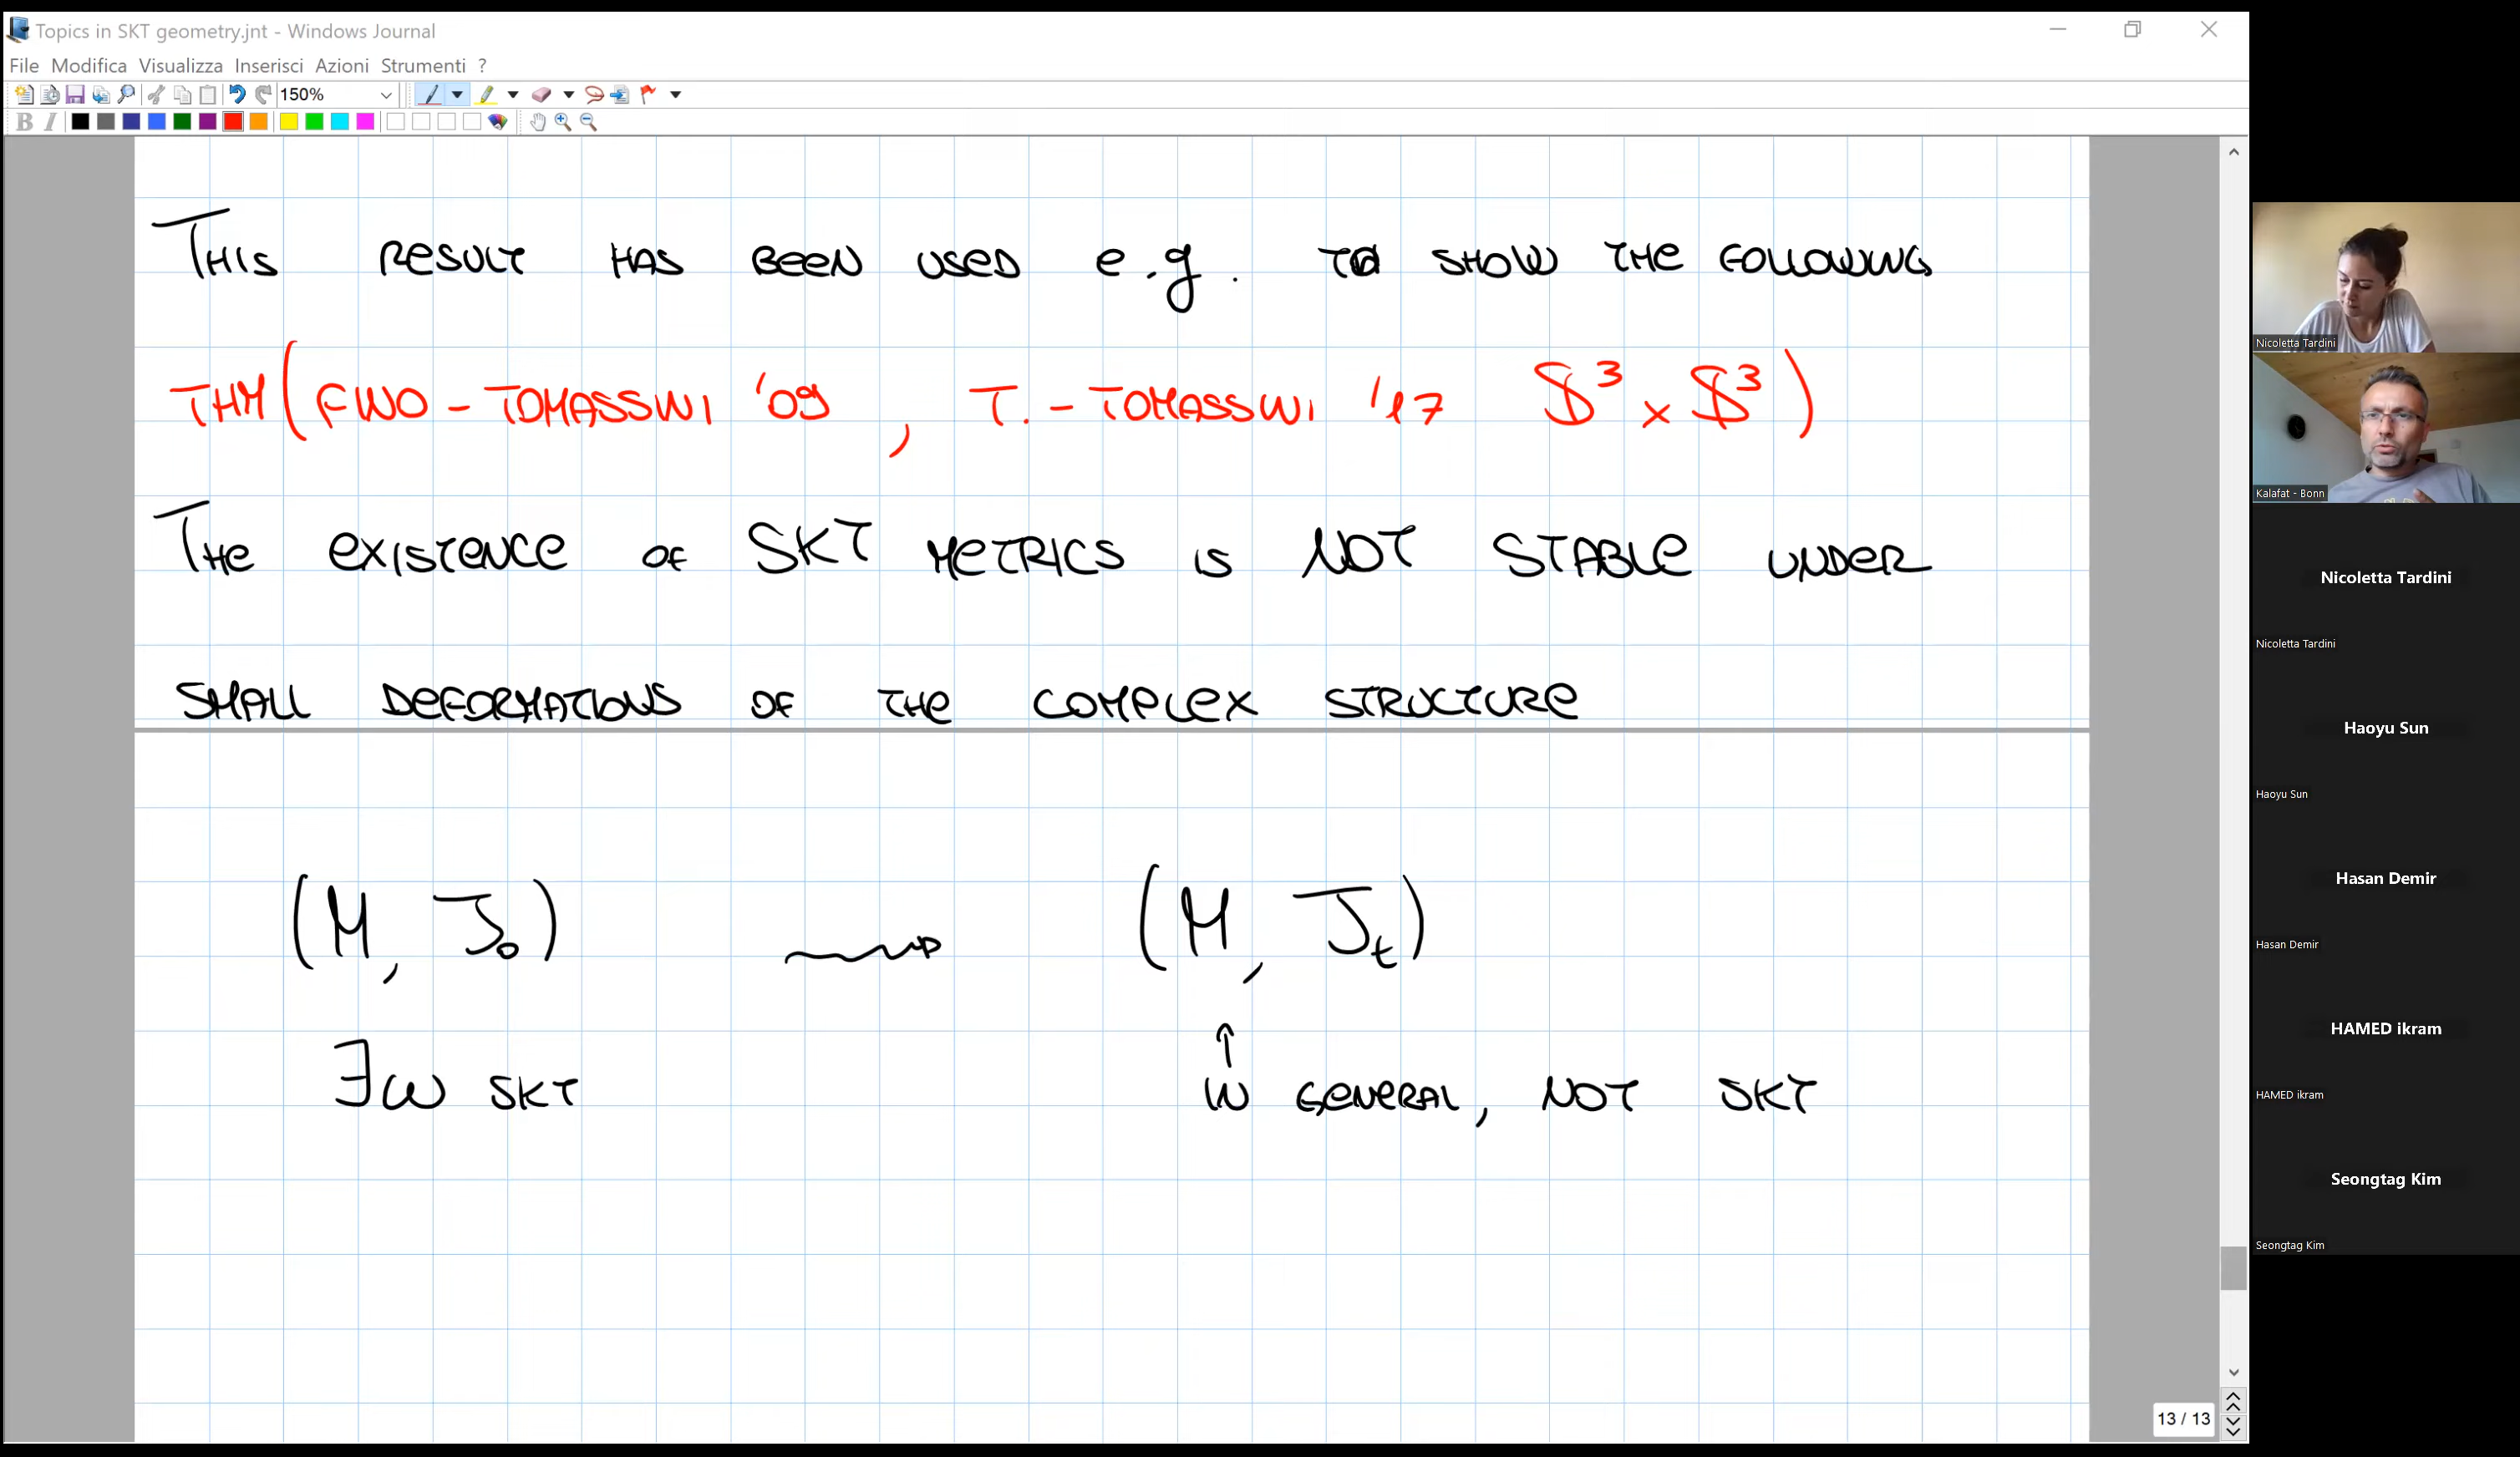 Topics in SKT geometry.jnt - Windows Journal
File Modifica Visualizza Inserisci Azioni Strumenti ?
150%
B I
THIS RESULT HAS BEEN USED e.g. TO SHOW THE FOLLOWING
THM (FINO - TOMASSINI '09, T. - TOMASSINI '17 S³ × S³)
THE EXISTENCE OF SKT METRICS IS NOT STABLE UNDER
SMALL DEFORMATIONS OF THE COMPLEX STRUCTURE
(M, J₀) ⇝ (M, Jₜ)
↑
∃ω SKT IN GENERAL, NOT SKT
13 / 13
Nicoletta Tardini
Kalafat - Bonn
Nicoletta Tardini
Nicoletta Tardini
Haoyu Sun
Haoyu Sun
Hasan Demir
Hasan Demir
HAMED ikram
HAMED ikram
Seongtag Kim
Seongtag Kim